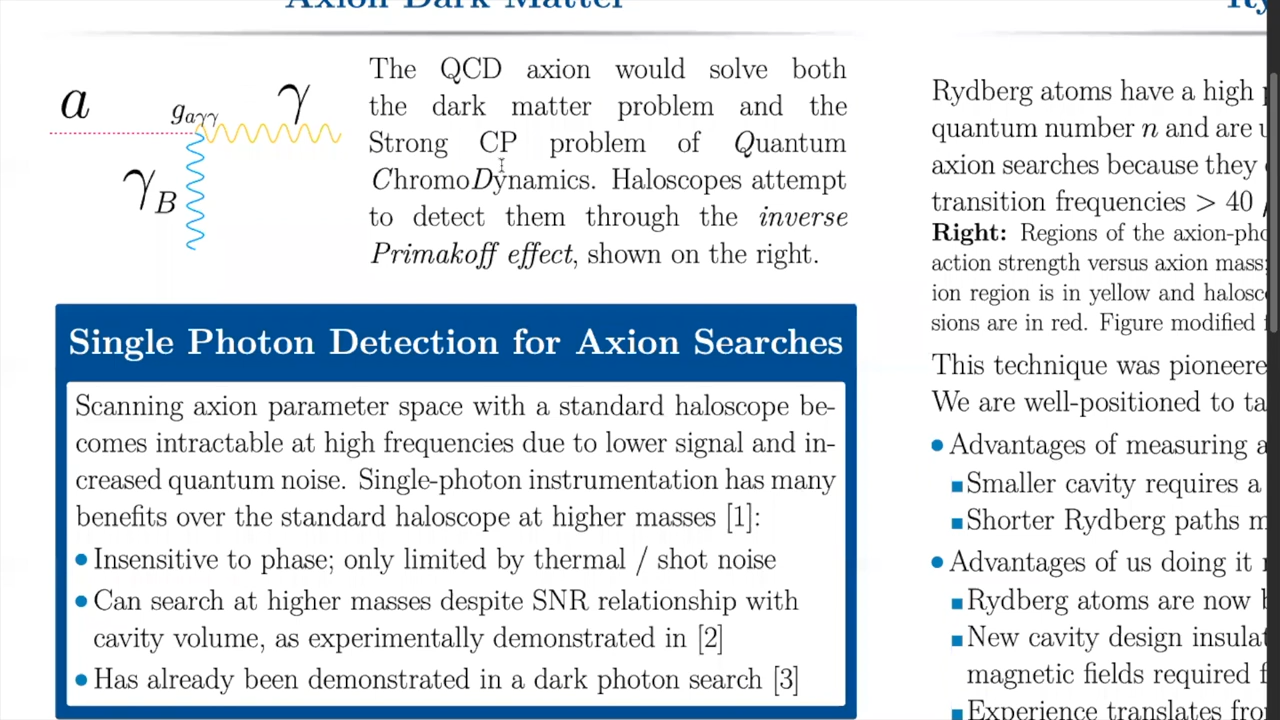 Axion Dark Matter
a
g_{aγγ}
γ
γ_B
The QCD axion would solve both
the dark matter problem and the
Strong CP problem of Quantum
ChromoDynamics. Haloscopes attempt
to detect them through the inverse
Primakoff effect, shown on the right.
Single Photon Detection for Axion Searches
Scanning axion parameter space with a standard haloscope be-
comes intractable at high frequencies due to lower signal and in-
creased quantum noise. Single-photon instrumentation has many
benefits over the standard haloscope at higher masses [1]:
• Insensitive to phase; only limited by thermal / shot noise
• Can search at higher masses despite SNR relationship with
cavity volume, as experimentally demonstrated in [2]
• Has already been demonstrated in a dark photon search [3]
Ry
Rydberg atoms have a high
quantum number n and are
axion searches because they
transition frequencies > 40
Right: Regions of the axion-pho
action strength versus axion mass;
ion region is in yellow and halosc
sions are in red. Figure modified
This technique was pioneere
We are well-positioned to ta
• Advantages of measuring a
■ Smaller cavity requires a
■ Shorter Rydberg paths m
• Advantages of us doing it
■ Rydberg atoms are now
■ New cavity design insulat
magnetic fields required
■ Experience translates fro